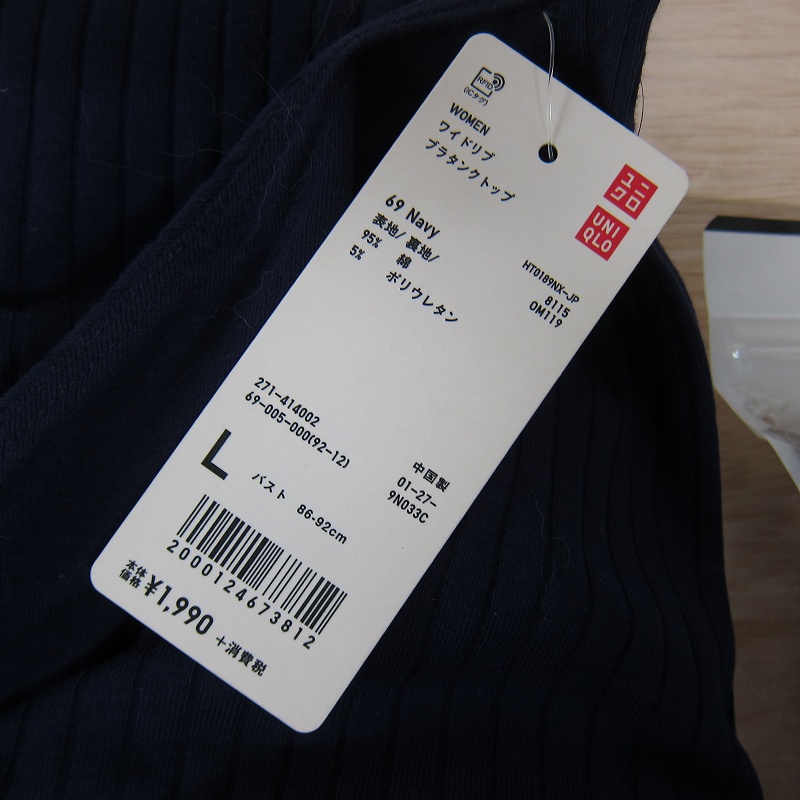 RFID
(ICタグ)
WOMEN
ワイドリブ
ブラタンクトップ
ユニ
クロ
UNI
QLO
69 Navy
表地/ 裏地/
95% 綿
5% ポリウレタン
HT0189NX-JP
8115
OM119
271-414002
69-005-000(92-12)
L バスト 86-92cm
中国製
01-27-
9N033C
2000124673812
本体
価格 ¥1,990 +消費税